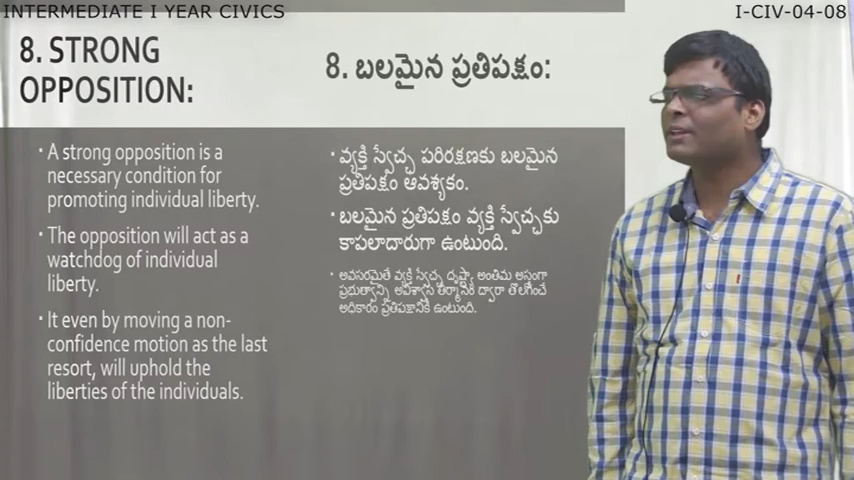 INTERMEDIATE I YEAR CIVICS
I-CIV-04-08
8. STRONG
OPPOSITION:
· A strong opposition is a
necessary condition for
promoting individual liberty.
· The opposition will act as a
watchdog of individual
liberty.
· It even by moving a non-
confidence motion as the last
resort, will uphold the
liberties of the individuals.
8. బలమైన ప్రతిపక్షం:
· వ్యక్తి స్వేచ్ఛ పరిరక్షణకు బలమైన
ప్రతిపక్షం ఆవశ్యకం.
· బలమైన ప్రతిపక్షం వ్యక్తి స్వేచ్ఛకు
కాపలాదారుగా ఉంటుంది.
· అవసరమైతే వ్యక్తి స్వేచ్ఛ దృష్ట్యా అంతిమ అస్త్రంగా
ప్రభుత్వాన్ని అవిశ్వాస తీర్మానం ద్వారా తొలగించే
అధికారం ప్రతిపక్షానికి ఉంటుంది.